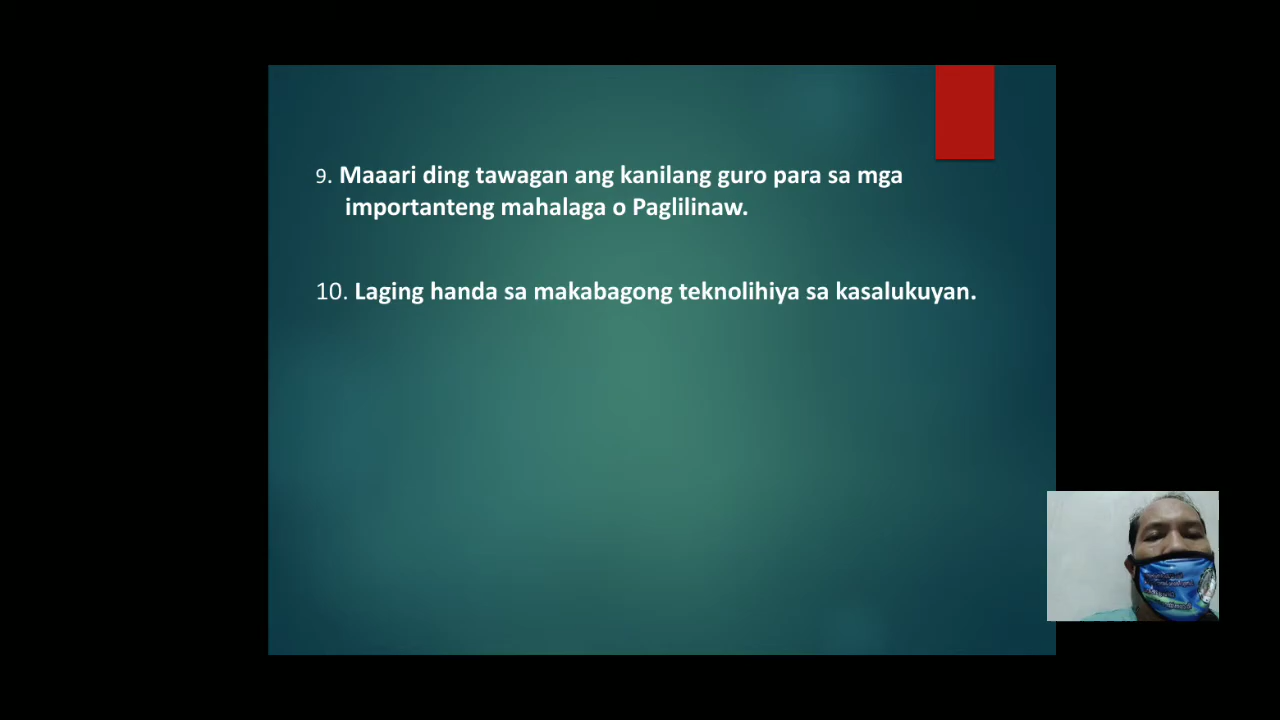 9. Maaari ding tawagan ang kanilang guro para sa mga
importanteng mahalaga o Paglilinaw.
10. Laging handa sa makabagong teknolihiya sa kasalukuyan.